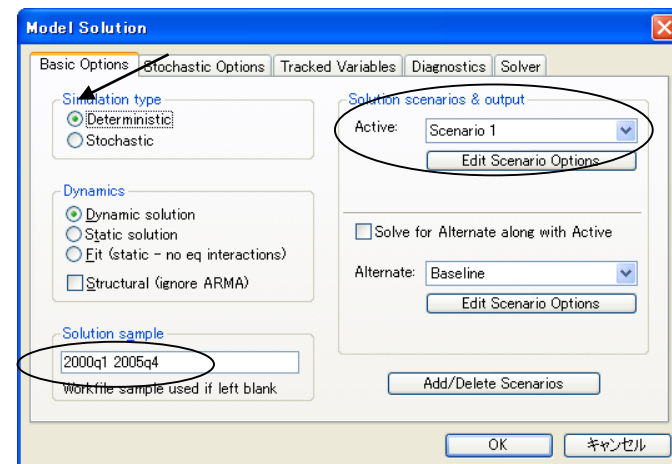 Model Solution
Basic Options
Stochastic Options
Tracked Variables
Diagnostics
Solver
Simulation type
Deterministic
Stochastic
Dynamics
Dynamic solution
Static solution
Fit (static - no eq interactions)
Structural (ignore ARMA)
Solution sample
2000q1 2005q4
Workfile sample used if left blank
Solution scenarios & output
Active: Scenario 1
Edit Scenario Options
Solve for Alternate along with Active
Alternate: Baseline
Edit Scenario Options
Add/Delete Scenarios
OK
キャンセル